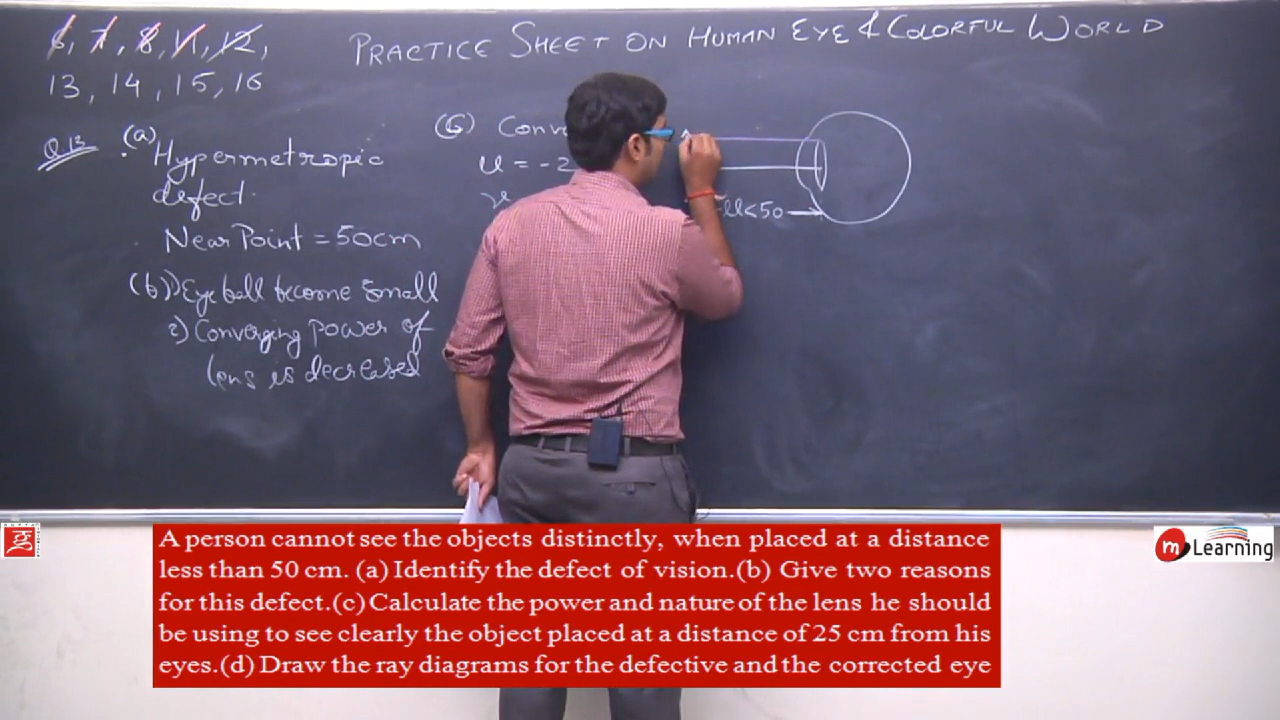 6, 7, 8, 11, 12,
13, 14, 15, 16
PRACTICE SHEET ON HUMAN EYE & COLORFUL WORLD
Q 13
(a) Hypermetropic
defect.
Near Point = 50cm
(b) 1) Eye ball become small
2) Converging power of
lens is decreased
u = -2
u<50
A person cannot see the objects distinctly, when placed at a distance
less than 50 cm. (a) Identify the defect of vision.(b) Give two reasons
for this defect.(c) Calculate the power and nature of the lens he should
be using to see clearly the object placed at a distance of 25 cm from his
eyes.(d) Draw the ray diagrams for the defective and the corrected eye
m Learning